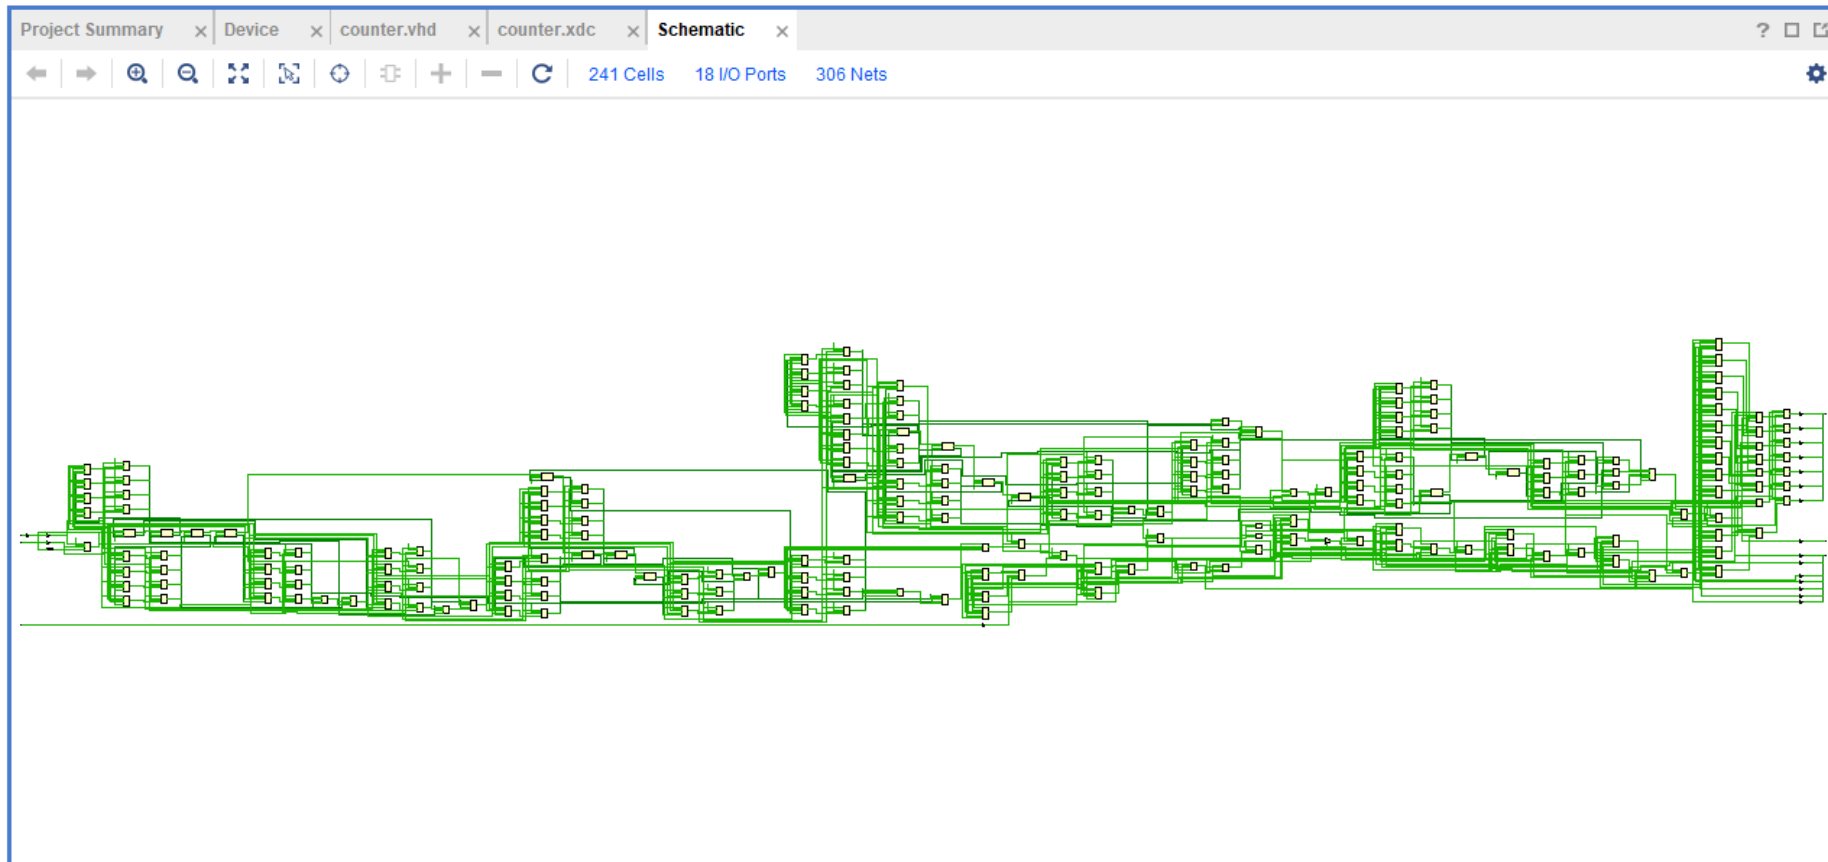 Project Summary × Device × counter.vhd × counter.xdc × Schematic × ?
241 Cells 18 I/O Ports 306 Nets